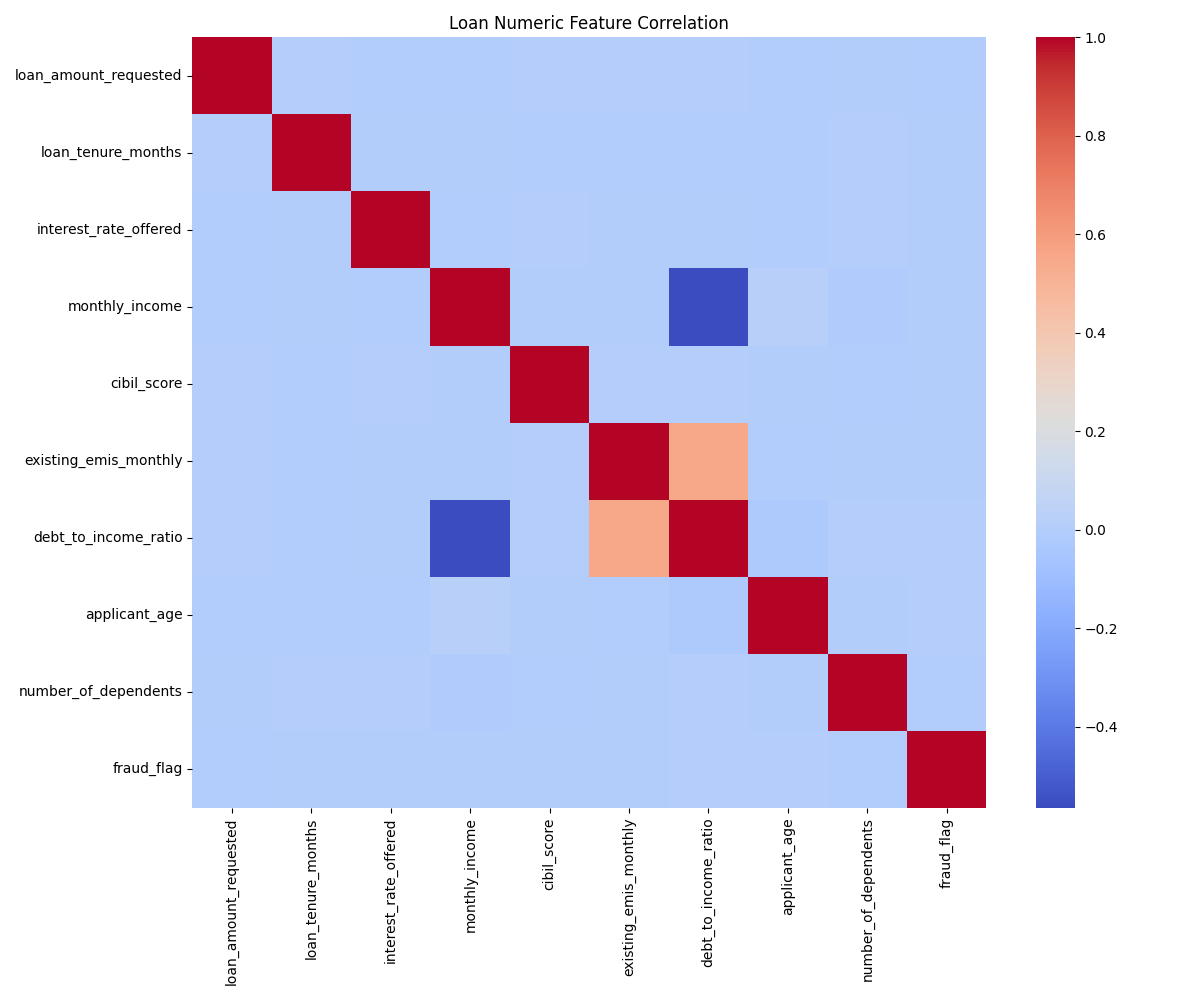 Loan Numeric Feature Correlation
loan_amount_requested
loan_tenure_months
interest_rate_offered
monthly_income
cibil_score
existing_emis_monthly
debt_to_income_ratio
applicant_age
number_of_dependents
fraud_flag
loan_amount_requested
loan_tenure_months
interest_rate_offered
monthly_income
cibil_score
existing_emis_monthly
debt_to_income_ratio
applicant_age
number_of_dependents
fraud_flag
1.0
0.8
0.6
0.4
0.2
0.0
−0.2
−0.4